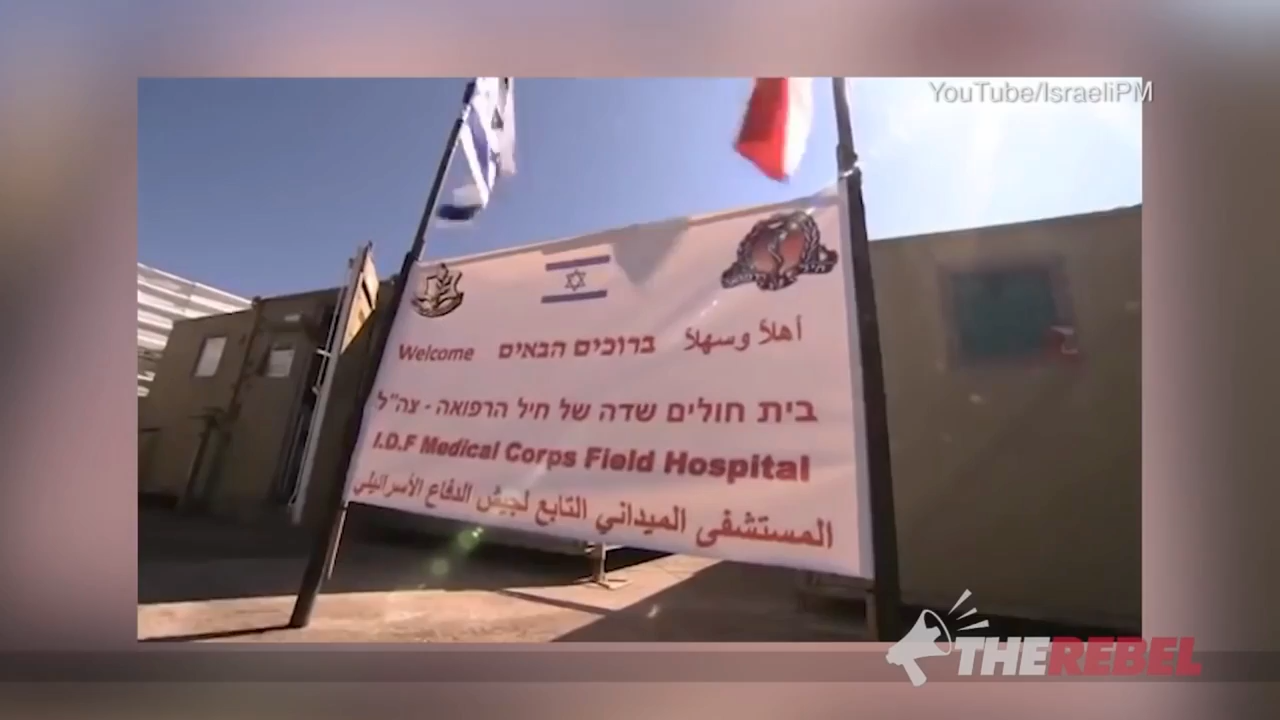 YouTube/IsraeliPM
Welcome ברוכים הבאים أهلاً وسهلاً
בית חולים שדה של חיל הרפואה - צה"ל
I.D.F Medical Corps Field Hospital
المستشفى الميداني التابع لجيش الدفاع الأسرائيلي
THEREBEL